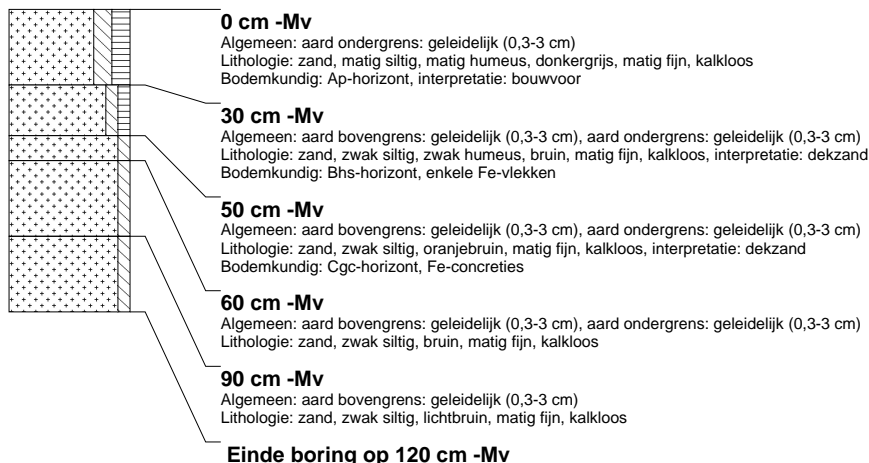 0 cm -Mv
Algemeen: aard ondergrens: geleidelijk (0,3-3 cm)
Lithologie: zand, matig siltig, matig humeus, donkergrijs, matig fijn, kalkloos
Bodemkundig: Ap-horizont, interpretatie: bouwvoor
30 cm -Mv
Algemeen: aard bovengrens: geleidelijk (0,3-3 cm), aard ondergrens: geleidelijk (0,3-3 cm)
Lithologie: zand, zwak siltig, zwak humeus, bruin, matig fijn, kalkloos, interpretatie: dekzand
Bodemkundig: Bhs-horizont, enkele Fe-vlekken
50 cm -Mv
Algemeen: aard bovengrens: geleidelijk (0,3-3 cm), aard ondergrens: geleidelijk (0,3-3 cm)
Lithologie: zand, zwak siltig, oranjebruin, matig fijn, kalkloos, interpretatie: dekzand
Bodemkundig: Cgc-horizont, Fe-concreties
60 cm -Mv
Algemeen: aard bovengrens: geleidelijk (0,3-3 cm), aard ondergrens: geleidelijk (0,3-3 cm)
Lithologie: zand, zwak siltig, bruin, matig fijn, kalkloos
90 cm -Mv
Algemeen: aard bovengrens: geleidelijk (0,3-3 cm)
Lithologie: zand, zwak siltig, lichtbruin, matig fijn, kalkloos
Einde boring op 120 cm -Mv